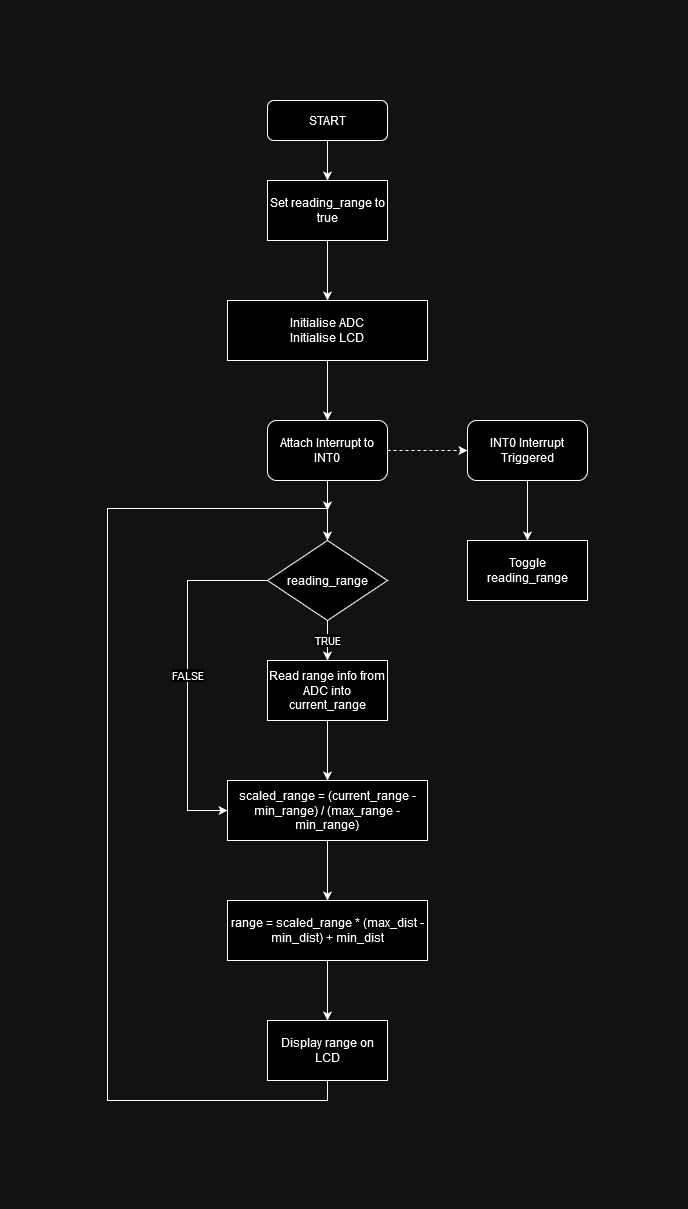 START
Set reading_range to
true
Initialise ADC
Initialise LCD
Attach Interrupt to
INT0
INT0 Interrupt
Triggered
Toggle
reading_range
reading_range
TRUE
FALSE
Read range info from
ADC into
current_range
scaled_range = (current_range -
min_range) / (max_range -
min_range)
range = scaled_range * (max_dist -
min_dist) + min_dist
Display range on
LCD